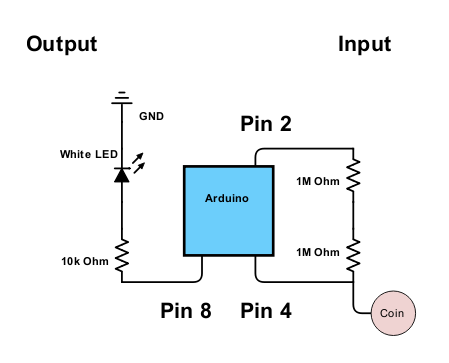 Output
Input
GND
Pin 2
White LED
1M Ohm
Arduino
1M Ohm
10k Ohm
Pin 8
Pin 4
Coin